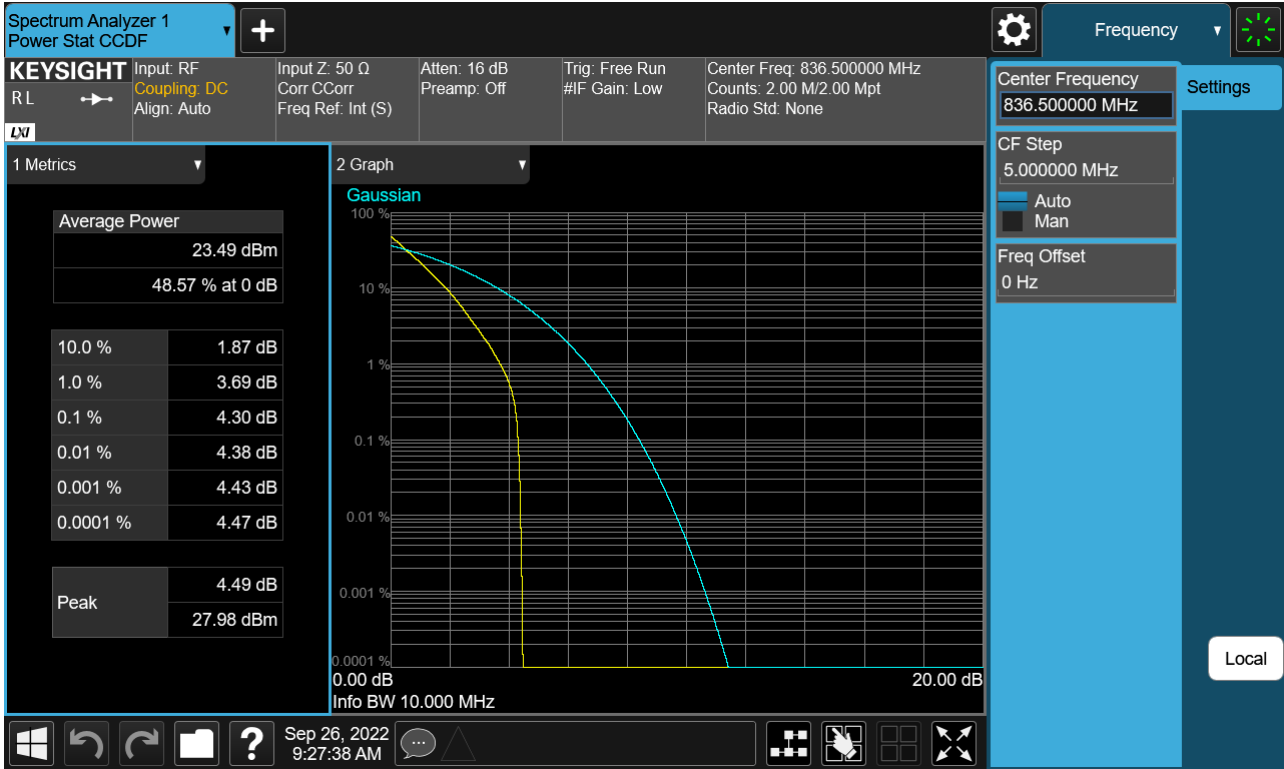 Spectrum Analyzer 1
Power Stat CCDF
Frequency
KEYSIGHT
R L
LXI
Input: RF
Coupling: DC
Align: Auto
Input Z: 50 Ω
Corr CCorr
Freq Ref: Int (S)
Atten: 16 dB
Preamp: Off
Trig: Free Run
#IF Gain: Low
Center Freq: 836.500000 MHz
Counts: 2.00 M/2.00 Mpt
Radio Std: None
Center Frequency
836.500000 MHz
Settings
CF Step
5.000000 MHz
Auto
Man
Freq Offset
0 Hz
1 Metrics
Average Power
23.49 dBm
48.57 % at 0 dB
10.0 % 1.87 dB
1.0 % 3.69 dB
0.1 % 4.30 dB
0.01 % 4.38 dB
0.001 % 4.43 dB
0.0001 % 4.47 dB
Peak 4.49 dB
27.98 dBm
2 Graph
Gaussian
100 %
10 %
1 %
0.1 %
0.01 %
0.001 %
0.0001 %
0.00 dB 20.00 dB
Info BW 10.000 MHz
Local
? Sep 26, 2022
9:27:38 AM